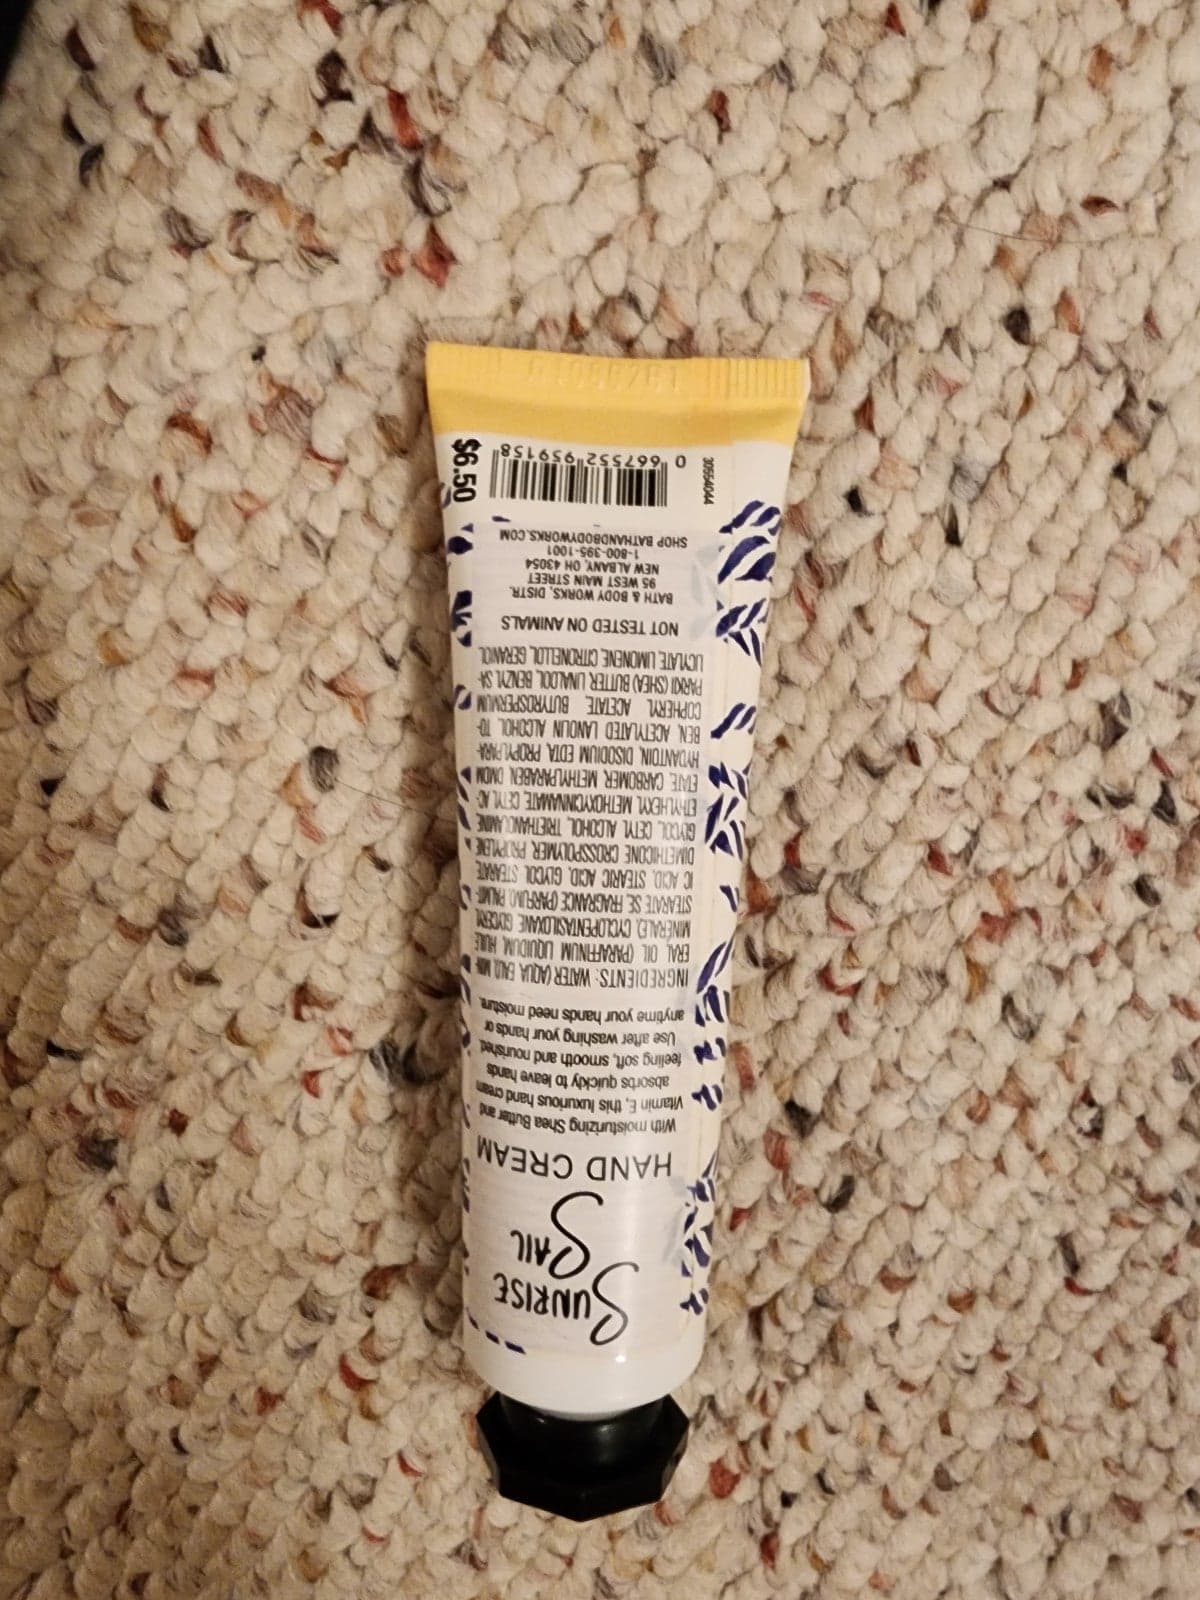 SUNRISE
SAIL
HAND CREAM
With moisturizing Shea Butter and
Vitamin E, this luxurious hand cream
absorbs quickly to leave hands
feeling soft, smooth and nourished.
Use after washing your hands or
anytime your hands need moisture.
INGREDIENTS: WATER (AQUA, EAU), MIN-
ERAL OIL (PARAFFINUM LIQUIDUM, HUILE
MINERALE), CYCLOPENTASILOXANE, GLYCERYL
STEARATE SE, FRAGRANCE (PARFUM), PALMIT-
IC ACID, STEARIC ACID, GLYCOL STEARATE,
DIMETHICONE CROSSPOLYMER, PROPYLENE
GLYCOL, CETYL ALCOHOL, TRIETHANOLAMINE,
ETHYLHEXYL METHOXYCINNAMATE, CETYL AC-
ETATE, CARBOMER, METHYLPARABEN, DMDM
HYDANTOIN, DISODIUM EDTA, PROPYLPARA-
BEN, ACETYLATED LANOLIN ALCOHOL, TO-
COPHERYL ACETATE, BUTYROSPERMUM
PARKII (SHEA) BUTTER, LINALOOL, BENZYL SA-
LICYLATE, LIMONENE, CITRONELLOL, GERANIOL
NOT TESTED ON ANIMALS
BATH & BODY WORKS, DISTR.
95 WEST MAIN STREET
NEW ALBANY, OH 43054
1-800-395-1001
SHOP BATHANDBODYWORKS.COM
30554044
0 667552 959158
$6.50